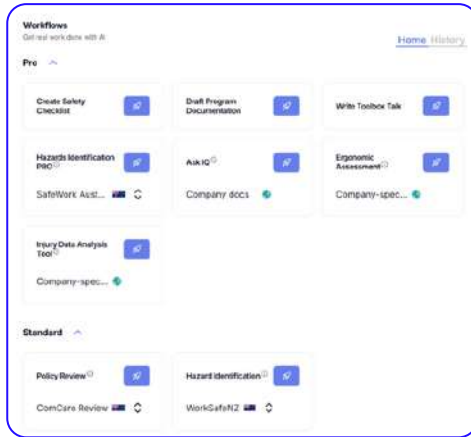 Workflows
Get real work done with AI
Home History
Pro
Create Safety
Checklist
Draft Program
Documentation
Write Toolbox Talk
Hazards Identification
PRO
SafeWork Aust...
Ask IQ
Company docs
Ergonomic
Assessment
Company-spec...
Injury Data Analysis
Tool
Company-spec...
Standard
Policy Review
ComCare Review
Hazard Identification
WorkSafeNZ